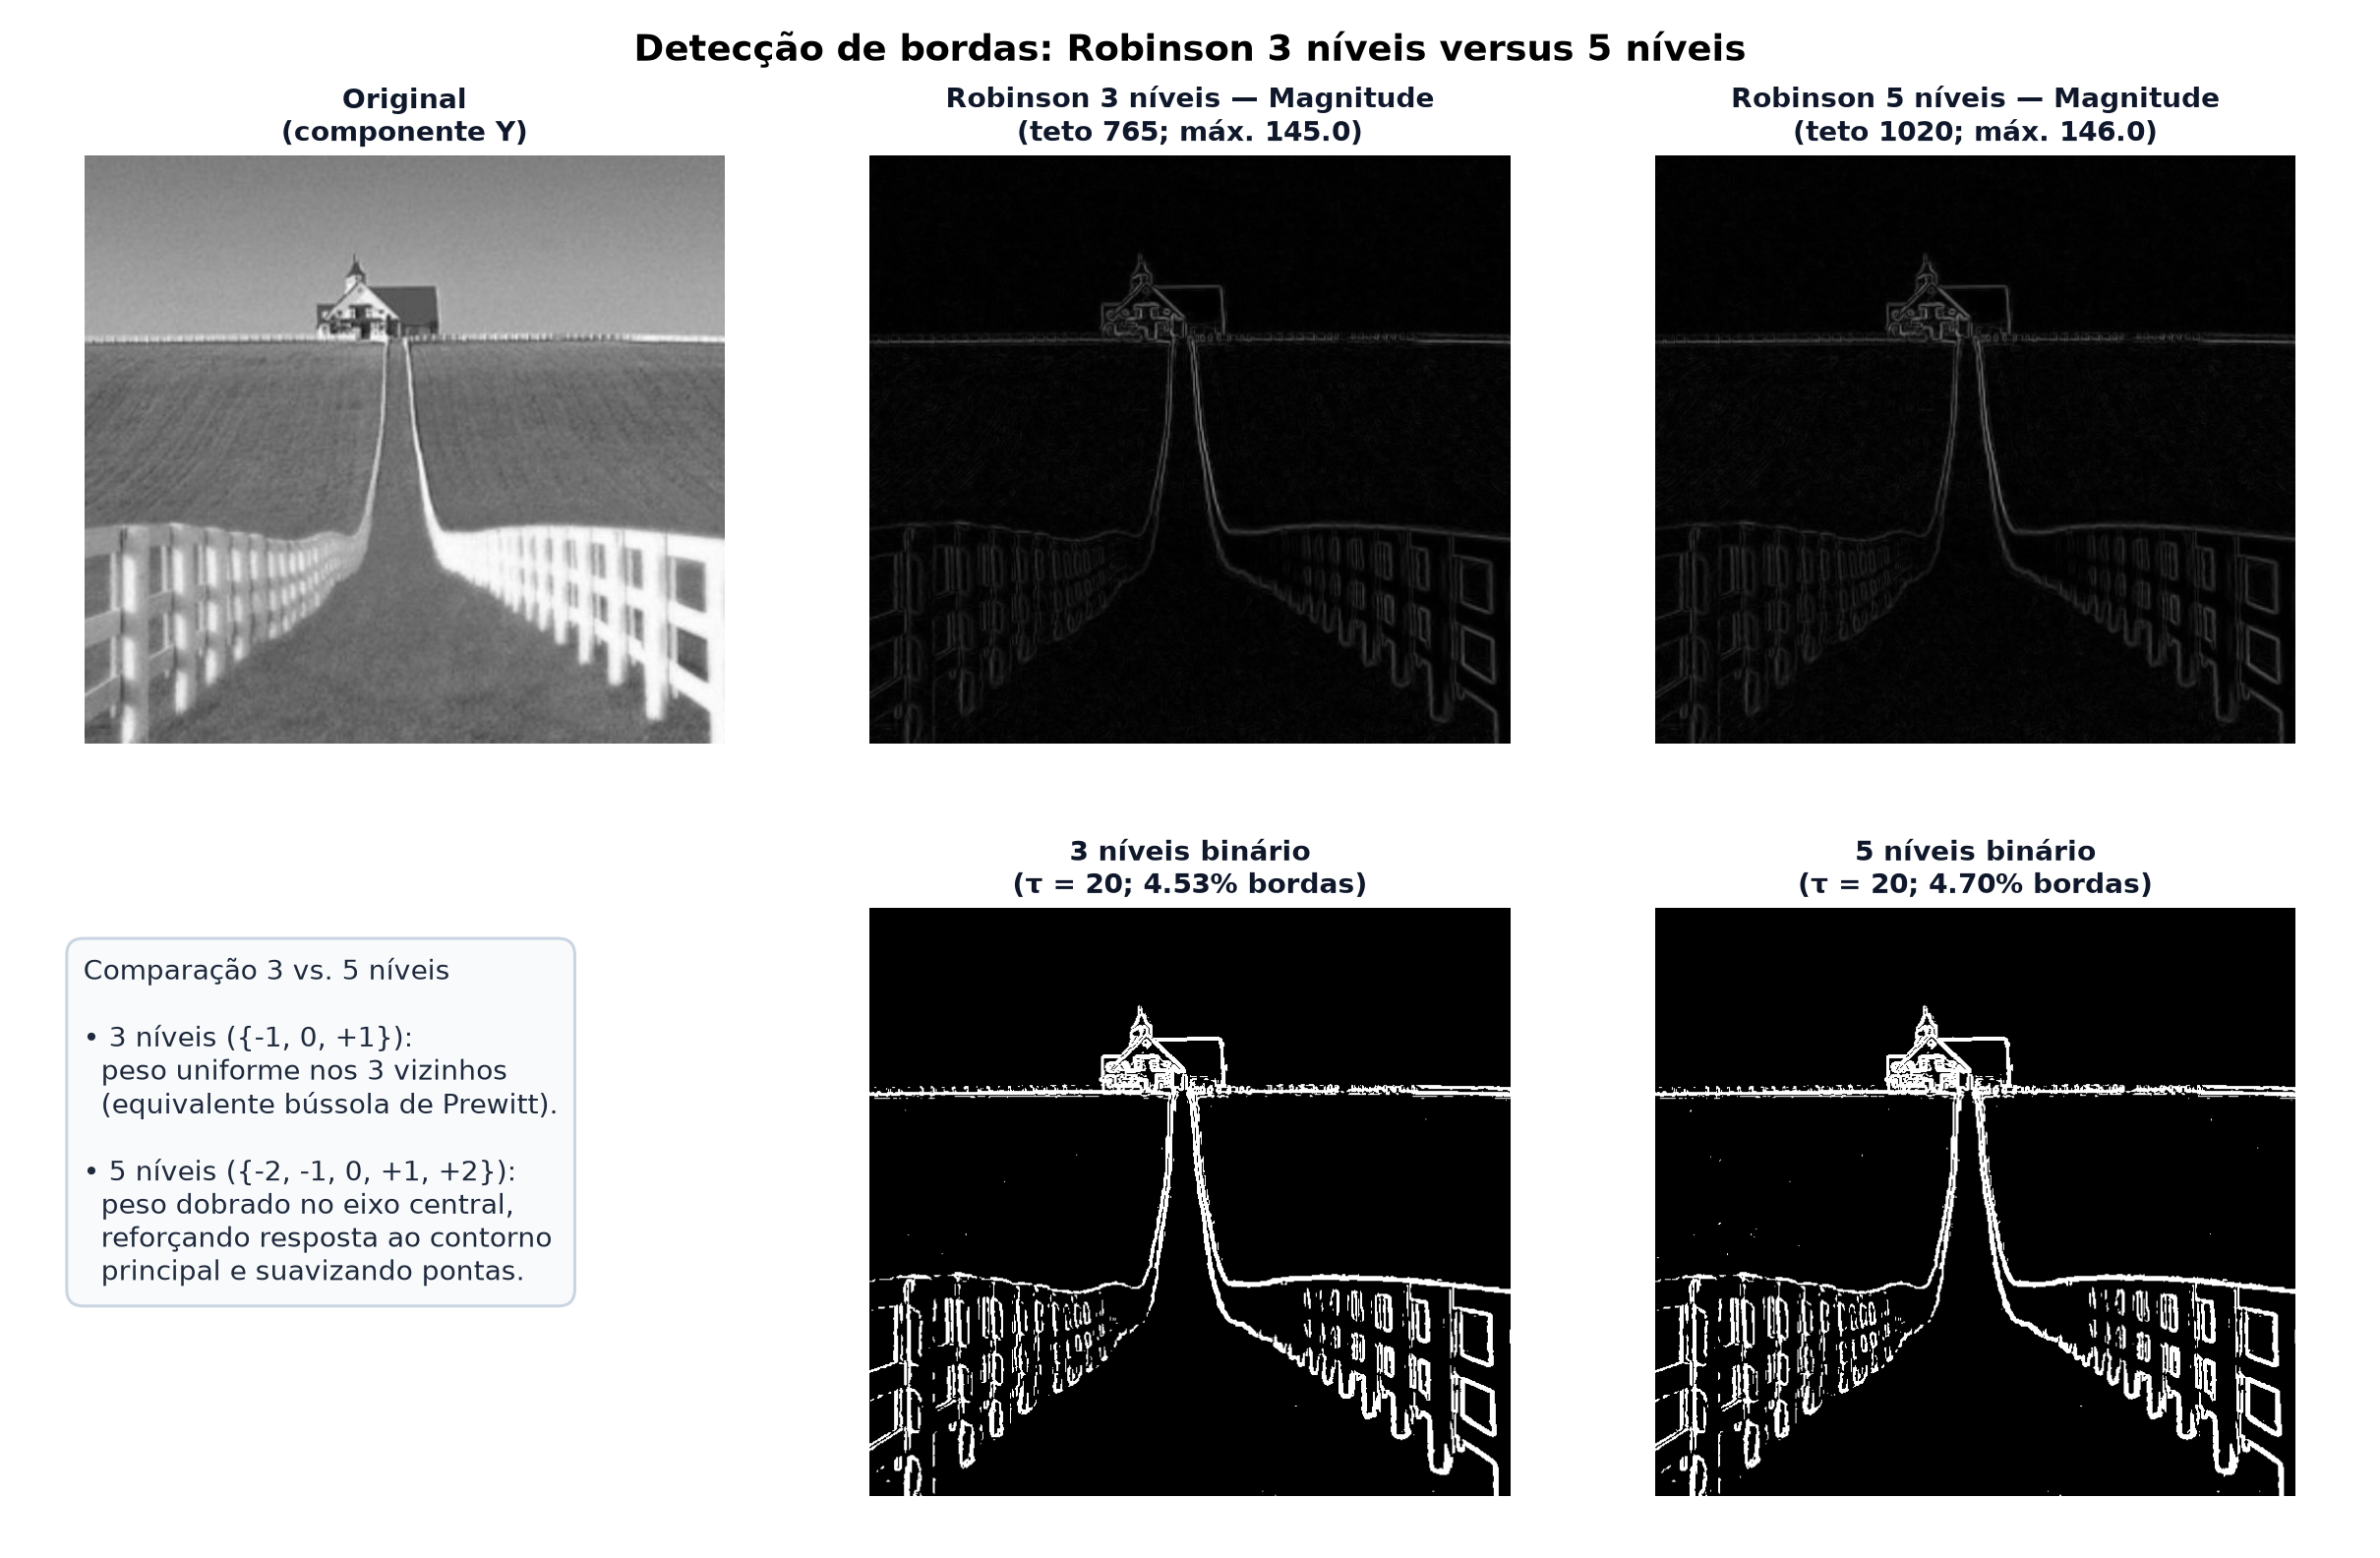 Detecção de bordas: Robinson 3 níveis versus 5 níveis
Original
(componente Y)
Robinson 3 níveis — Magnitude
(teto 765; máx. 145.0)
Robinson 5 níveis — Magnitude
(teto 1020; máx. 146.0)
3 níveis binário
(τ = 20; 4.53% bordas)
5 níveis binário
(τ = 20; 4.70% bordas)
Comparação 3 vs. 5 níveis
• 3 níveis ({-1, 0, +1}):
peso uniforme nos 3 vizinhos
(equivalente bússola de Prewitt).
• 5 níveis ({-2, -1, 0, +1, +2}):
peso dobrado no eixo central,
reforçando resposta ao contorno
principal e suavizando pontas.